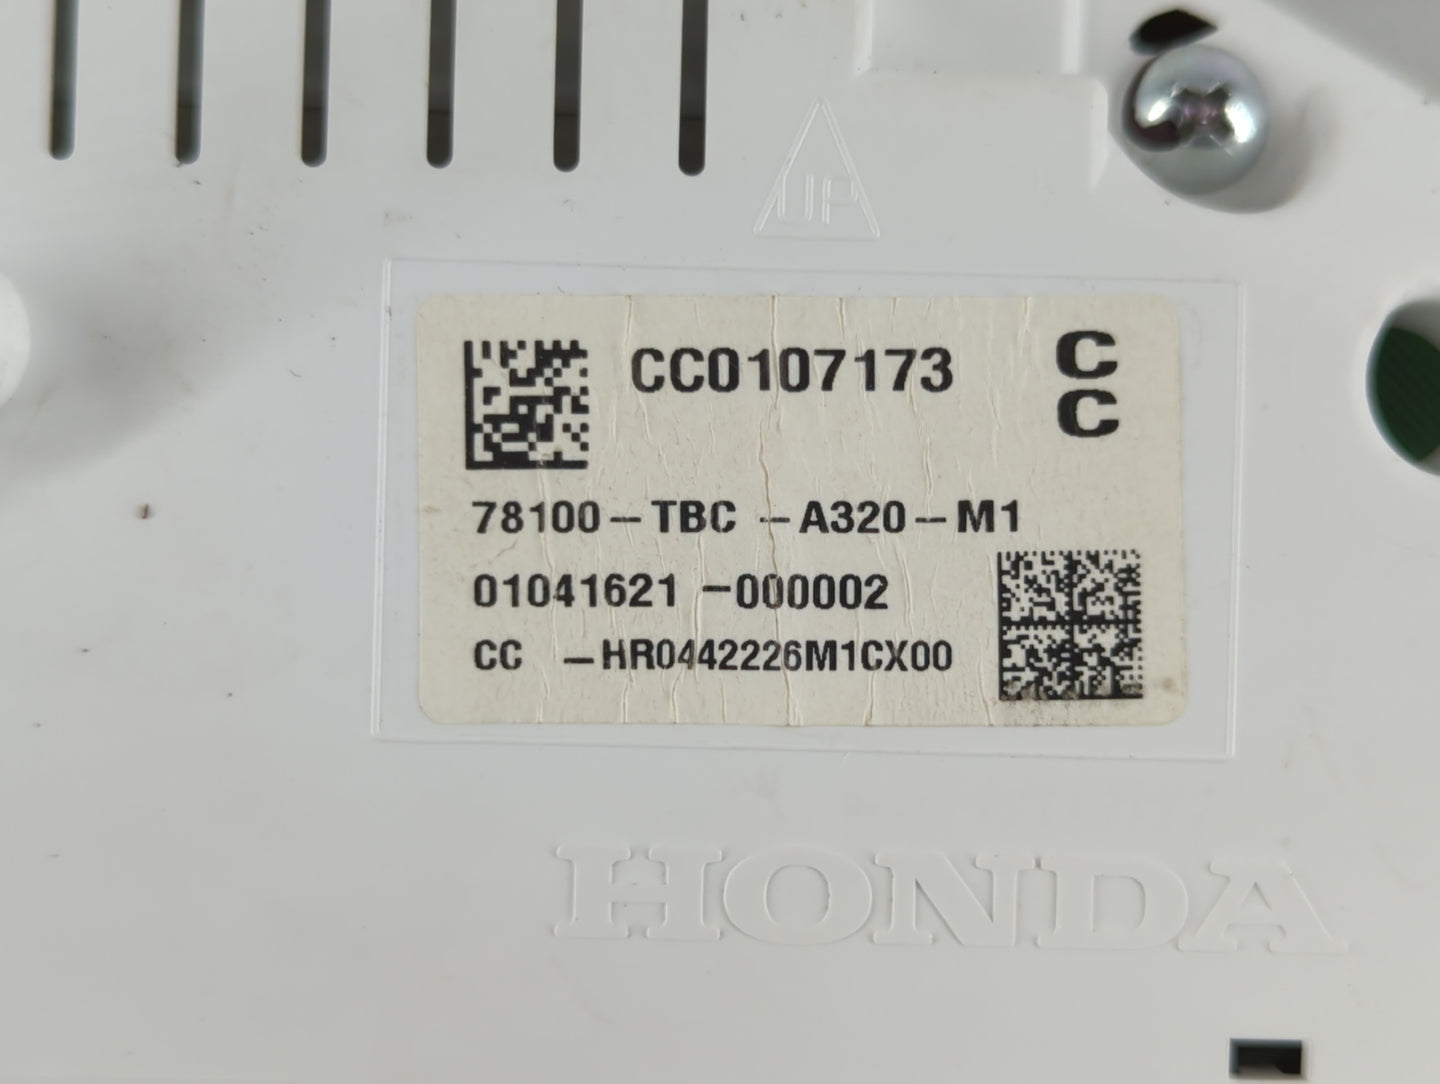 UP
CC0107173
C
C
78100-TBC -A320-M1
01041621 -000002
CC -HR0442226M1CX00
HONDA